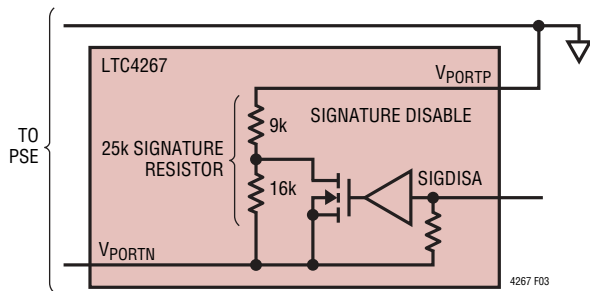 LTC4267
VPORTP
9k
SIGNATURE DISABLE
TO
PSE
25k SIGNATURE
RESISTOR
16k
SIGDISA
VPORTN
4267 F03